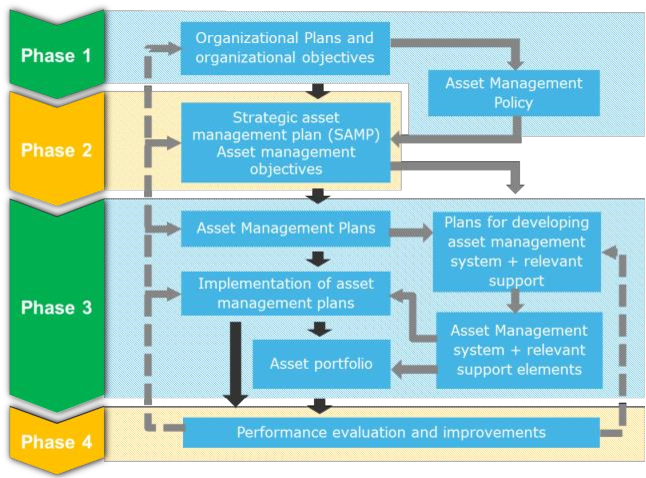 Phase 1
Organizational Plans and
organizational objectives
Asset Management
Policy
Phase 2
Strategic asset
management plan (SAMP)
Asset management
objectives
Phase 3
Asset Management Plans
Plans for developing
asset management
system + relevant
support
Implementation of asset
management plans
Asset Management
system + relevant
support elements
Asset portfolio
Phase 4
Performance evaluation and improvements